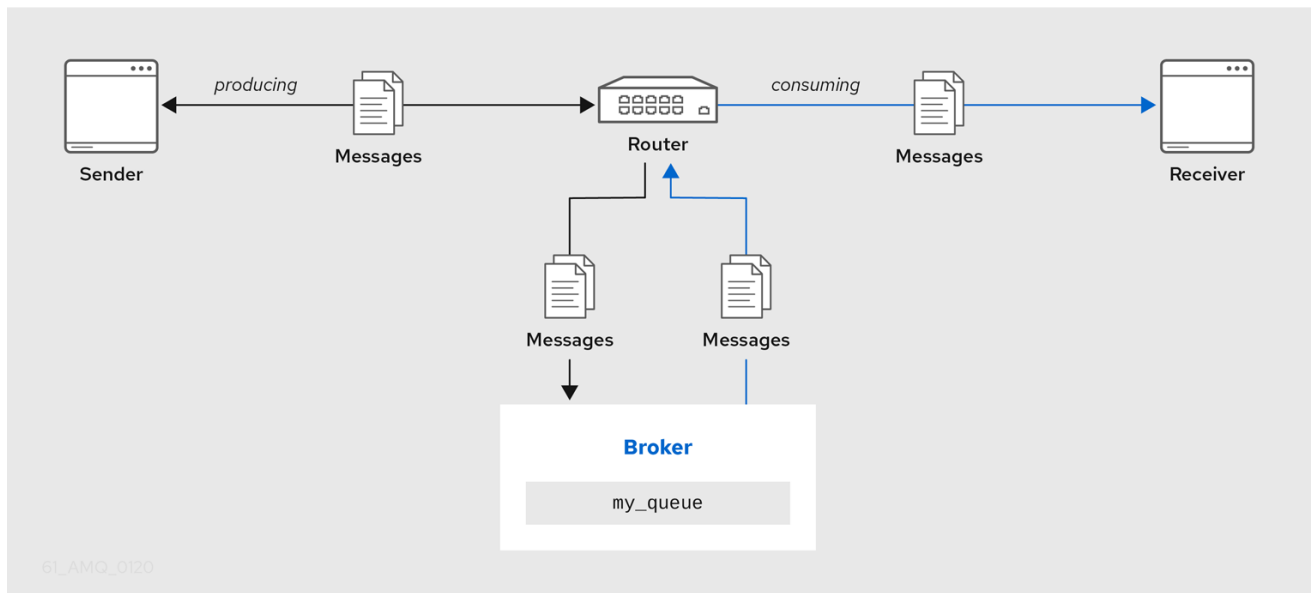 producing
consuming
Sender
Messages
Router
Messages
Receiver
Messages
Messages
Broker
my_queue
61_AMQ_0120